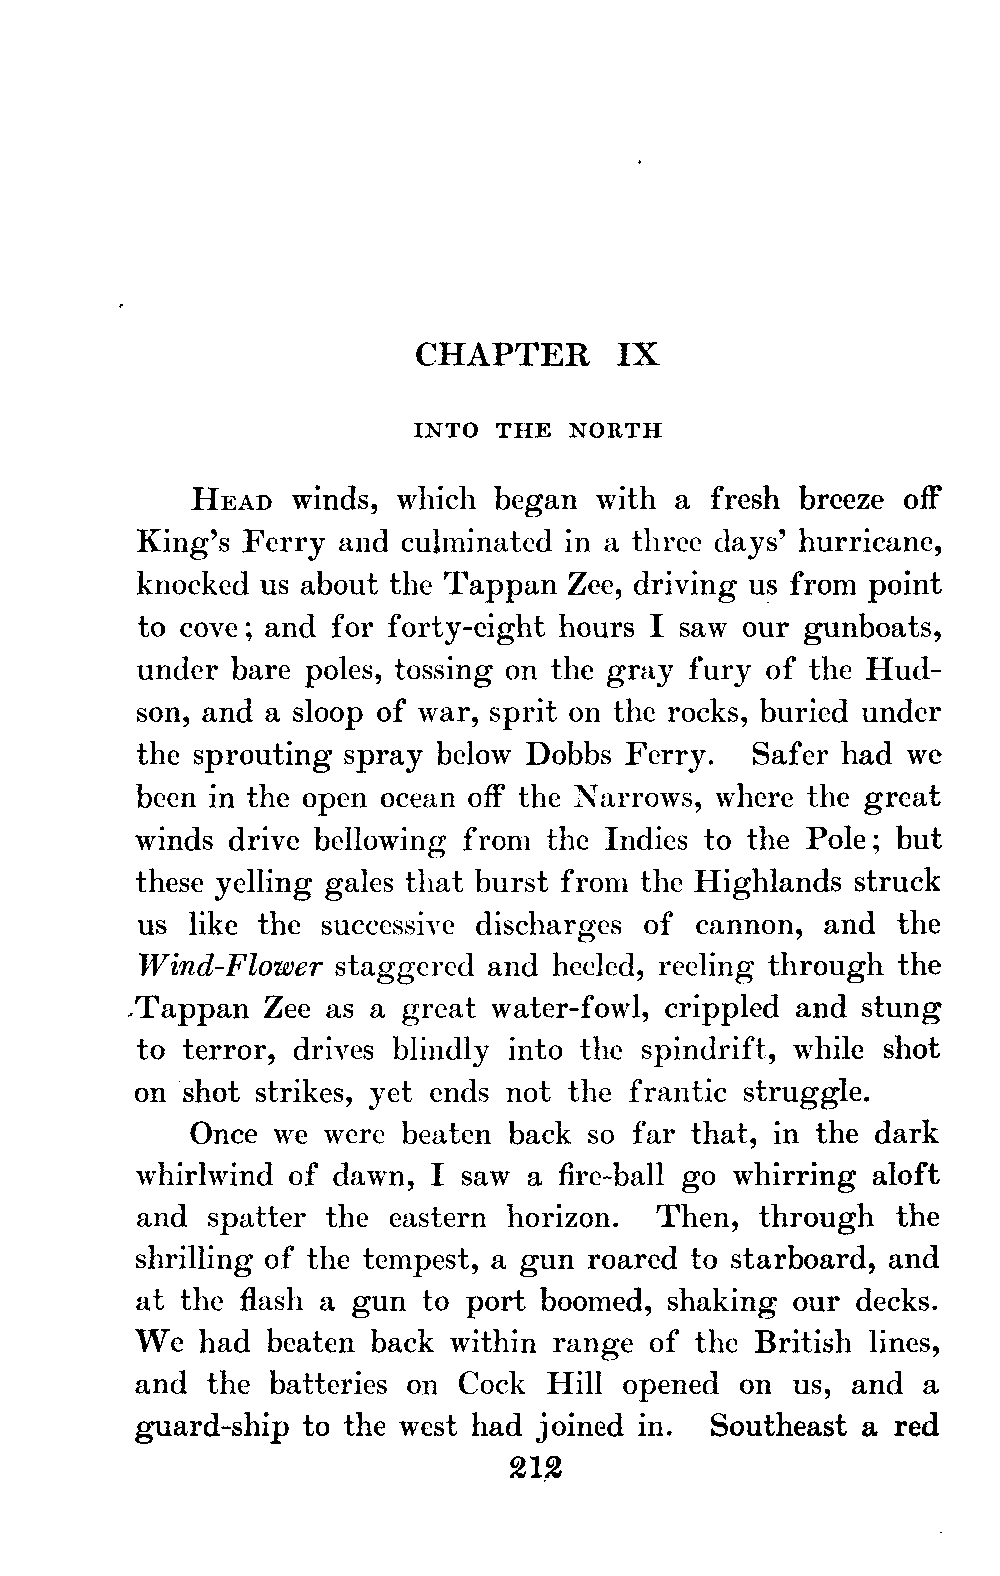 CHAPTER IX
INTO THE NORTH
HEAD winds, which began with a fresh breeze off
King's Ferry and culminated in a three days' hurricane,
knocked us about the Tappan Zee, driving us from point
to cove; and for forty-eight hours I saw our gunboats,
under bare poles, tossing on the gray fury of the Hud-
son, and a sloop of war, sprit on the rocks, buried under
the sprouting spray below Dobbs Ferry. Safer had we
been in the open ocean off the Narrows, where the great
winds drive bellowing from the Indies to the Pole; but
these yelling gales that burst from the Highlands struck
us like the successive discharges of cannon, and the
Wind-Flower staggered and heeled, reeling through the
Tappan Zee as a great water-fowl, crippled and stung
to terror, drives blindly into the spindrift, while shot
on shot strikes, yet ends not the frantic struggle.
Once we were beaten back so far that, in the dark
whirlwind of dawn, I saw a fire-ball go whirring aloft
and spatter the eastern horizon. Then, through the
shrilling of the tempest, a gun roared to starboard, and
at the flash a gun to port boomed, shaking our decks.
We had beaten back within range of the British lines,
and the batteries on Cock Hill opened on us, and a
guard-ship to the west had joined in. Southeast a red
212